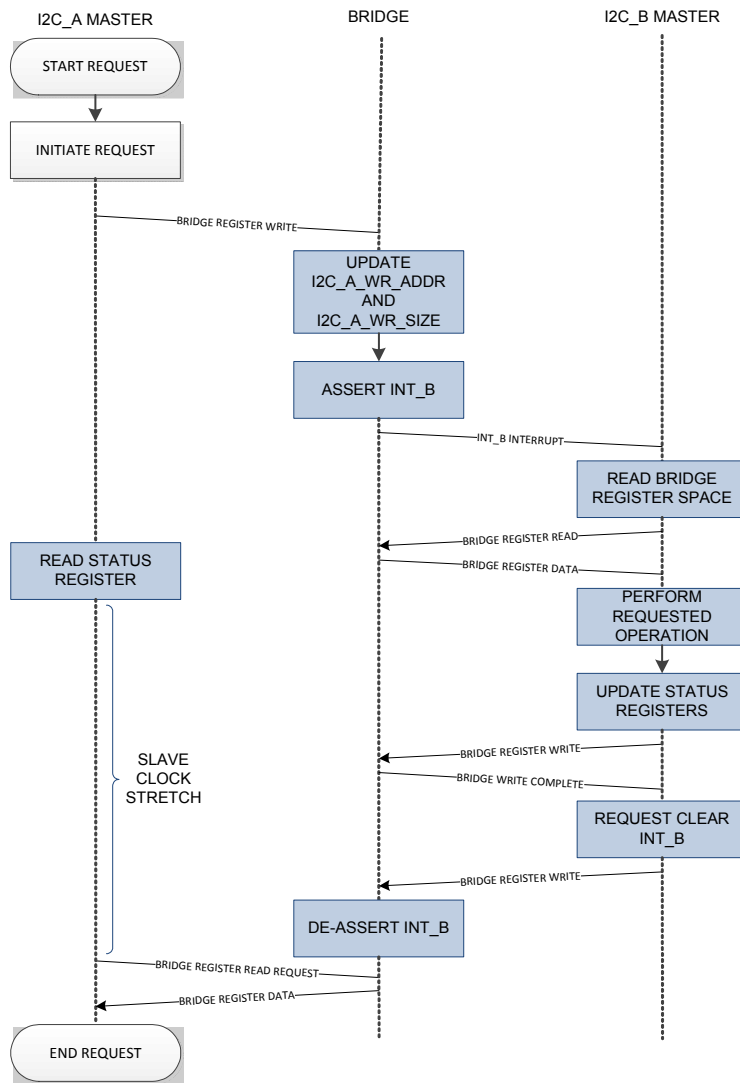 I2C_A MASTER
BRIDGE
I2C_B MASTER
START REQUEST
INITIATE REQUEST
BRIDGE REGISTER WRITE
UPDATE
I2C_A_WR_ADDR
AND
I2C_A_WR_SIZE
ASSERT INT_B
INT_B INTERRUPT
READ BRIDGE
REGISTER SPACE
BRIDGE REGISTER READ
READ STATUS
REGISTER
BRIDGE REGISTER DATA
PERFORM
REQUESTED
OPERATION
UPDATE STATUS
REGISTERS
BRIDGE REGISTER WRITE
SLAVE
CLOCK
STRETCH
BRIDGE WRITE COMPLETE
REQUEST CLEAR
INT_B
BRIDGE REGISTER WRITE
DE-ASSERT INT_B
BRIDGE REGISTER READ REQUEST
BRIDGE REGISTER DATA
END REQUEST